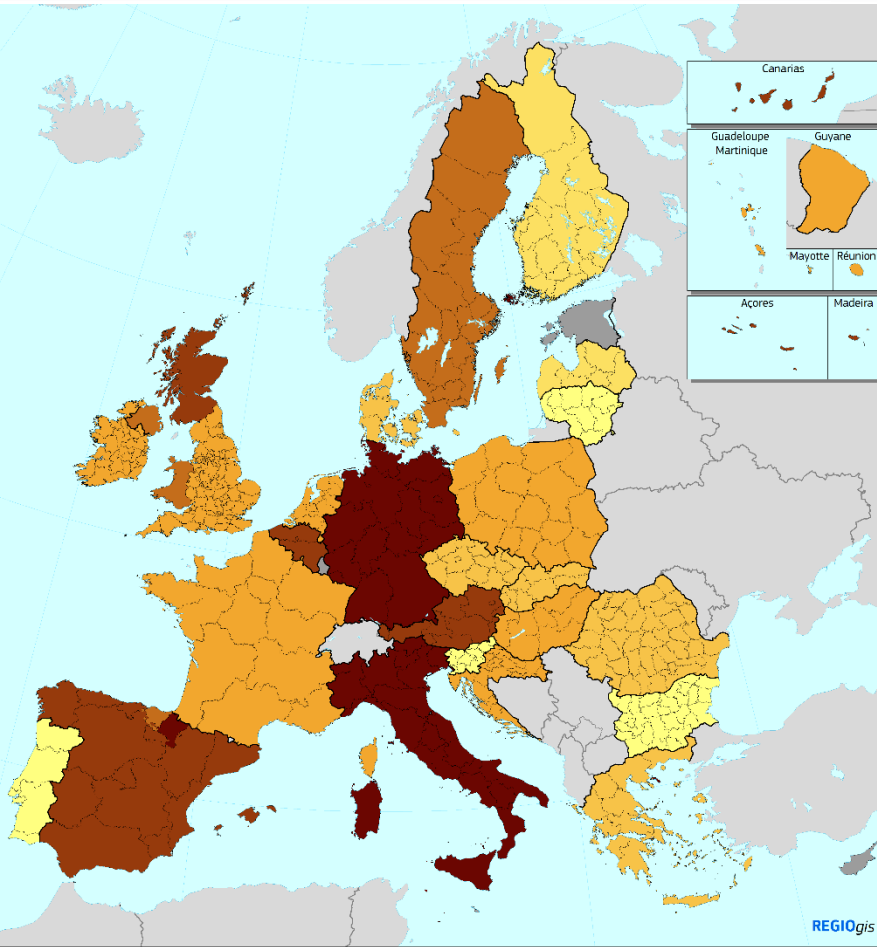 Canarias
Guadeloupe
Martinique
Guyane
Mayotte
Réunion
Açores
Madeira
REGIOgis